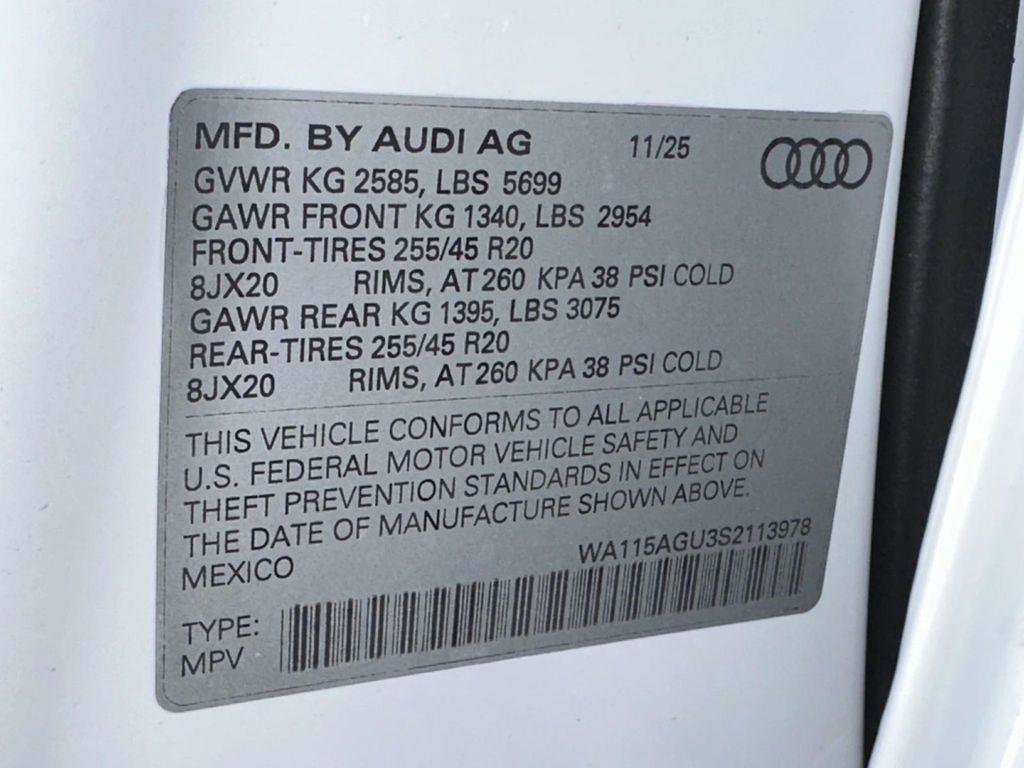 MFD. BY AUDI AG 11/25
GVWR KG 2585, LBS 5699
GAWR FRONT KG 1340, LBS 2954
FRONT-TIRES 255/45 R20
8JX20 RIMS, AT 260 KPA 38 PSI COLD
GAWR REAR KG 1395, LBS 3075
REAR-TIRES 255/45 R20
8JX20 RIMS, AT 260 KPA 38 PSI COLD
THIS VEHICLE CONFORMS TO ALL APPLICABLE
U.S. FEDERAL MOTOR VEHICLE SAFETY AND
THEFT PREVENTION STANDARDS IN EFFECT ON
THE DATE OF MANUFACTURE SHOWN ABOVE.
MEXICO WA115AGU3S2113978
TYPE:
MPV